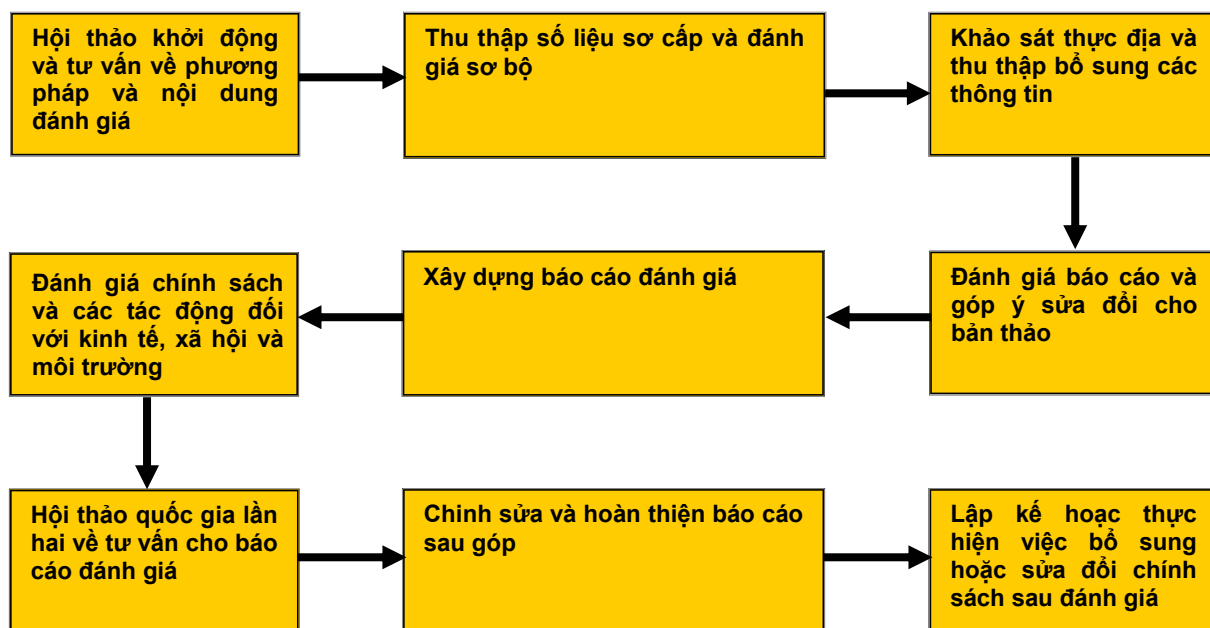 Hội thảo khởi động
và tư vấn về phương
pháp và nội dung
đánh giá
Thu thập số liệu sơ cấp và đánh
giá sơ bộ
Khảo sát thực địa và
thu thập bổ sung các
thông tin
Đánh giá báo cáo và
góp ý sửa đổi cho
bản thảo
Xây dựng báo cáo đánh giá
Đánh giá chính sách
và các tác động đối
với kinh tế, xã hội và
môi trường
Hội thảo quốc gia lần
hai về tư vấn cho báo
cáo đánh giá
Chinh sửa và hoàn thiện báo cáo
sau góp
Lập kế hoạc thực
hiện việc bổ sung
hoặc sửa đổi chính
sách sau đánh giá